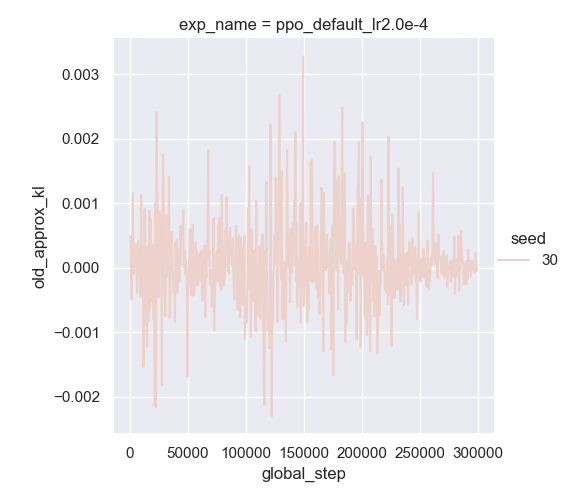 exp_name = ppo_default_lr2.0e-4
0.003
0.002
0.001
0.000
−0.001
−0.002
old_approx_kl
0 50000 100000 150000 200000 250000 300000
global_step
seed
30